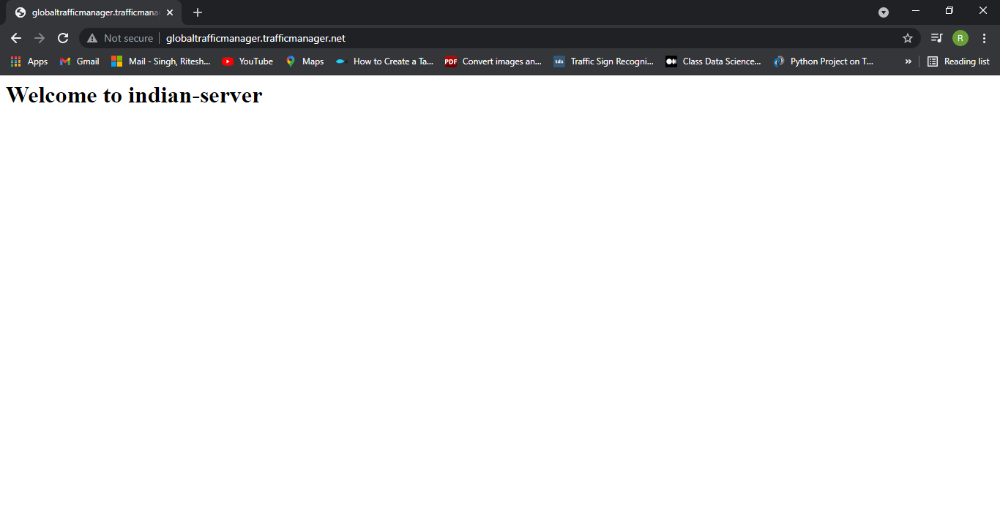 globaltrafficmanager.trafficmana
Not secure globaltrafficmanager.trafficmanager.net
R
Apps Gmail Mail - Singh, Ritesh... YouTube Maps How to Create a Ta... PDF Convert images an... tds Traffic Sign Recogni... Class Data Science... Python Project on T... » Reading list
Welcome to indian-server